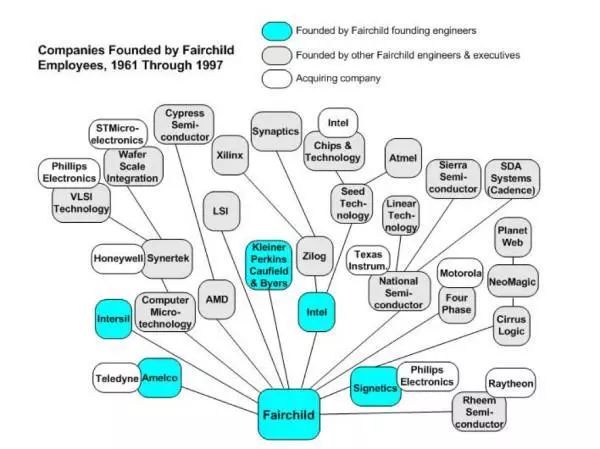 Founded by Fairchild founding engineers
Companies Founded by Fairchild
Employees, 1961 Through 1997
Founded by other Fairchild engineers & executives
Acquiring company
Cypress
Semi-
conductor
STMicro-
electronics
Wafer
Scale
Integration
Phillips
Electronics
VLSI
Technology
Xilinx
Synaptics
Intel
Chips &
Technology
Atmel
Sierra
Semi-
conductor
SDA
Systems
(Cadence)
LSI
Seed
Tech-
nology
Linear
Tech-
nology
Planet
Web
Honeywell
Synertek
Kleiner
Perkins
Caufield
& Byers
Zilog
Texas
Instrum.
National
Semi-
conductor
Motorola
Four
Phase
NeoMagic
Intersil
Computer
Micro-
technology
AMD
Intel
Cirrus
Logic
Teledyne
Amelco
Fairchild
Signetics
Philips
Electronics
Raytheon
Rheem
Semi-
conductor